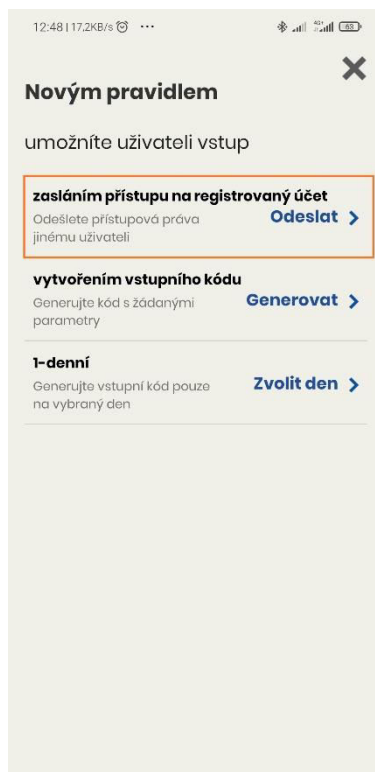 12:48 | 17,2KB/s ···
4G+
63
Novým pravidlem
umožníte uživateli vstup
zasláním přístupu na registrovaný účet
Odešlete přístupová práva
jinému uživateli
Odeslat
vytvořením vstupního kódu
Generujte kód s žádanými
parametry
Generovat
1-denní
Generujte vstupní kód pouze
na vybraný den
Zvolit den